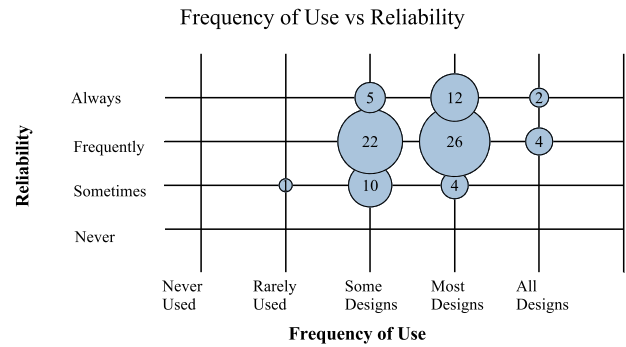 Frequency of Use vs Reliability
Always
5
12
2
Frequently
22
26
4
Sometimes
10
4
Never
Reliability
Never
Used
Rarely
Used
Some
Designs
Most
Designs
All
Designs
Frequency of Use